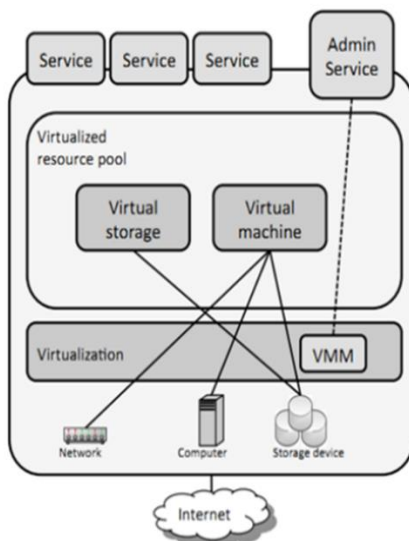 Service
Service
Service
Admin
Service
Virtualized
resource pool
Virtual
storage
Virtual
machine
Virtualization
VMM
Network
Computer
Storage device
Internet